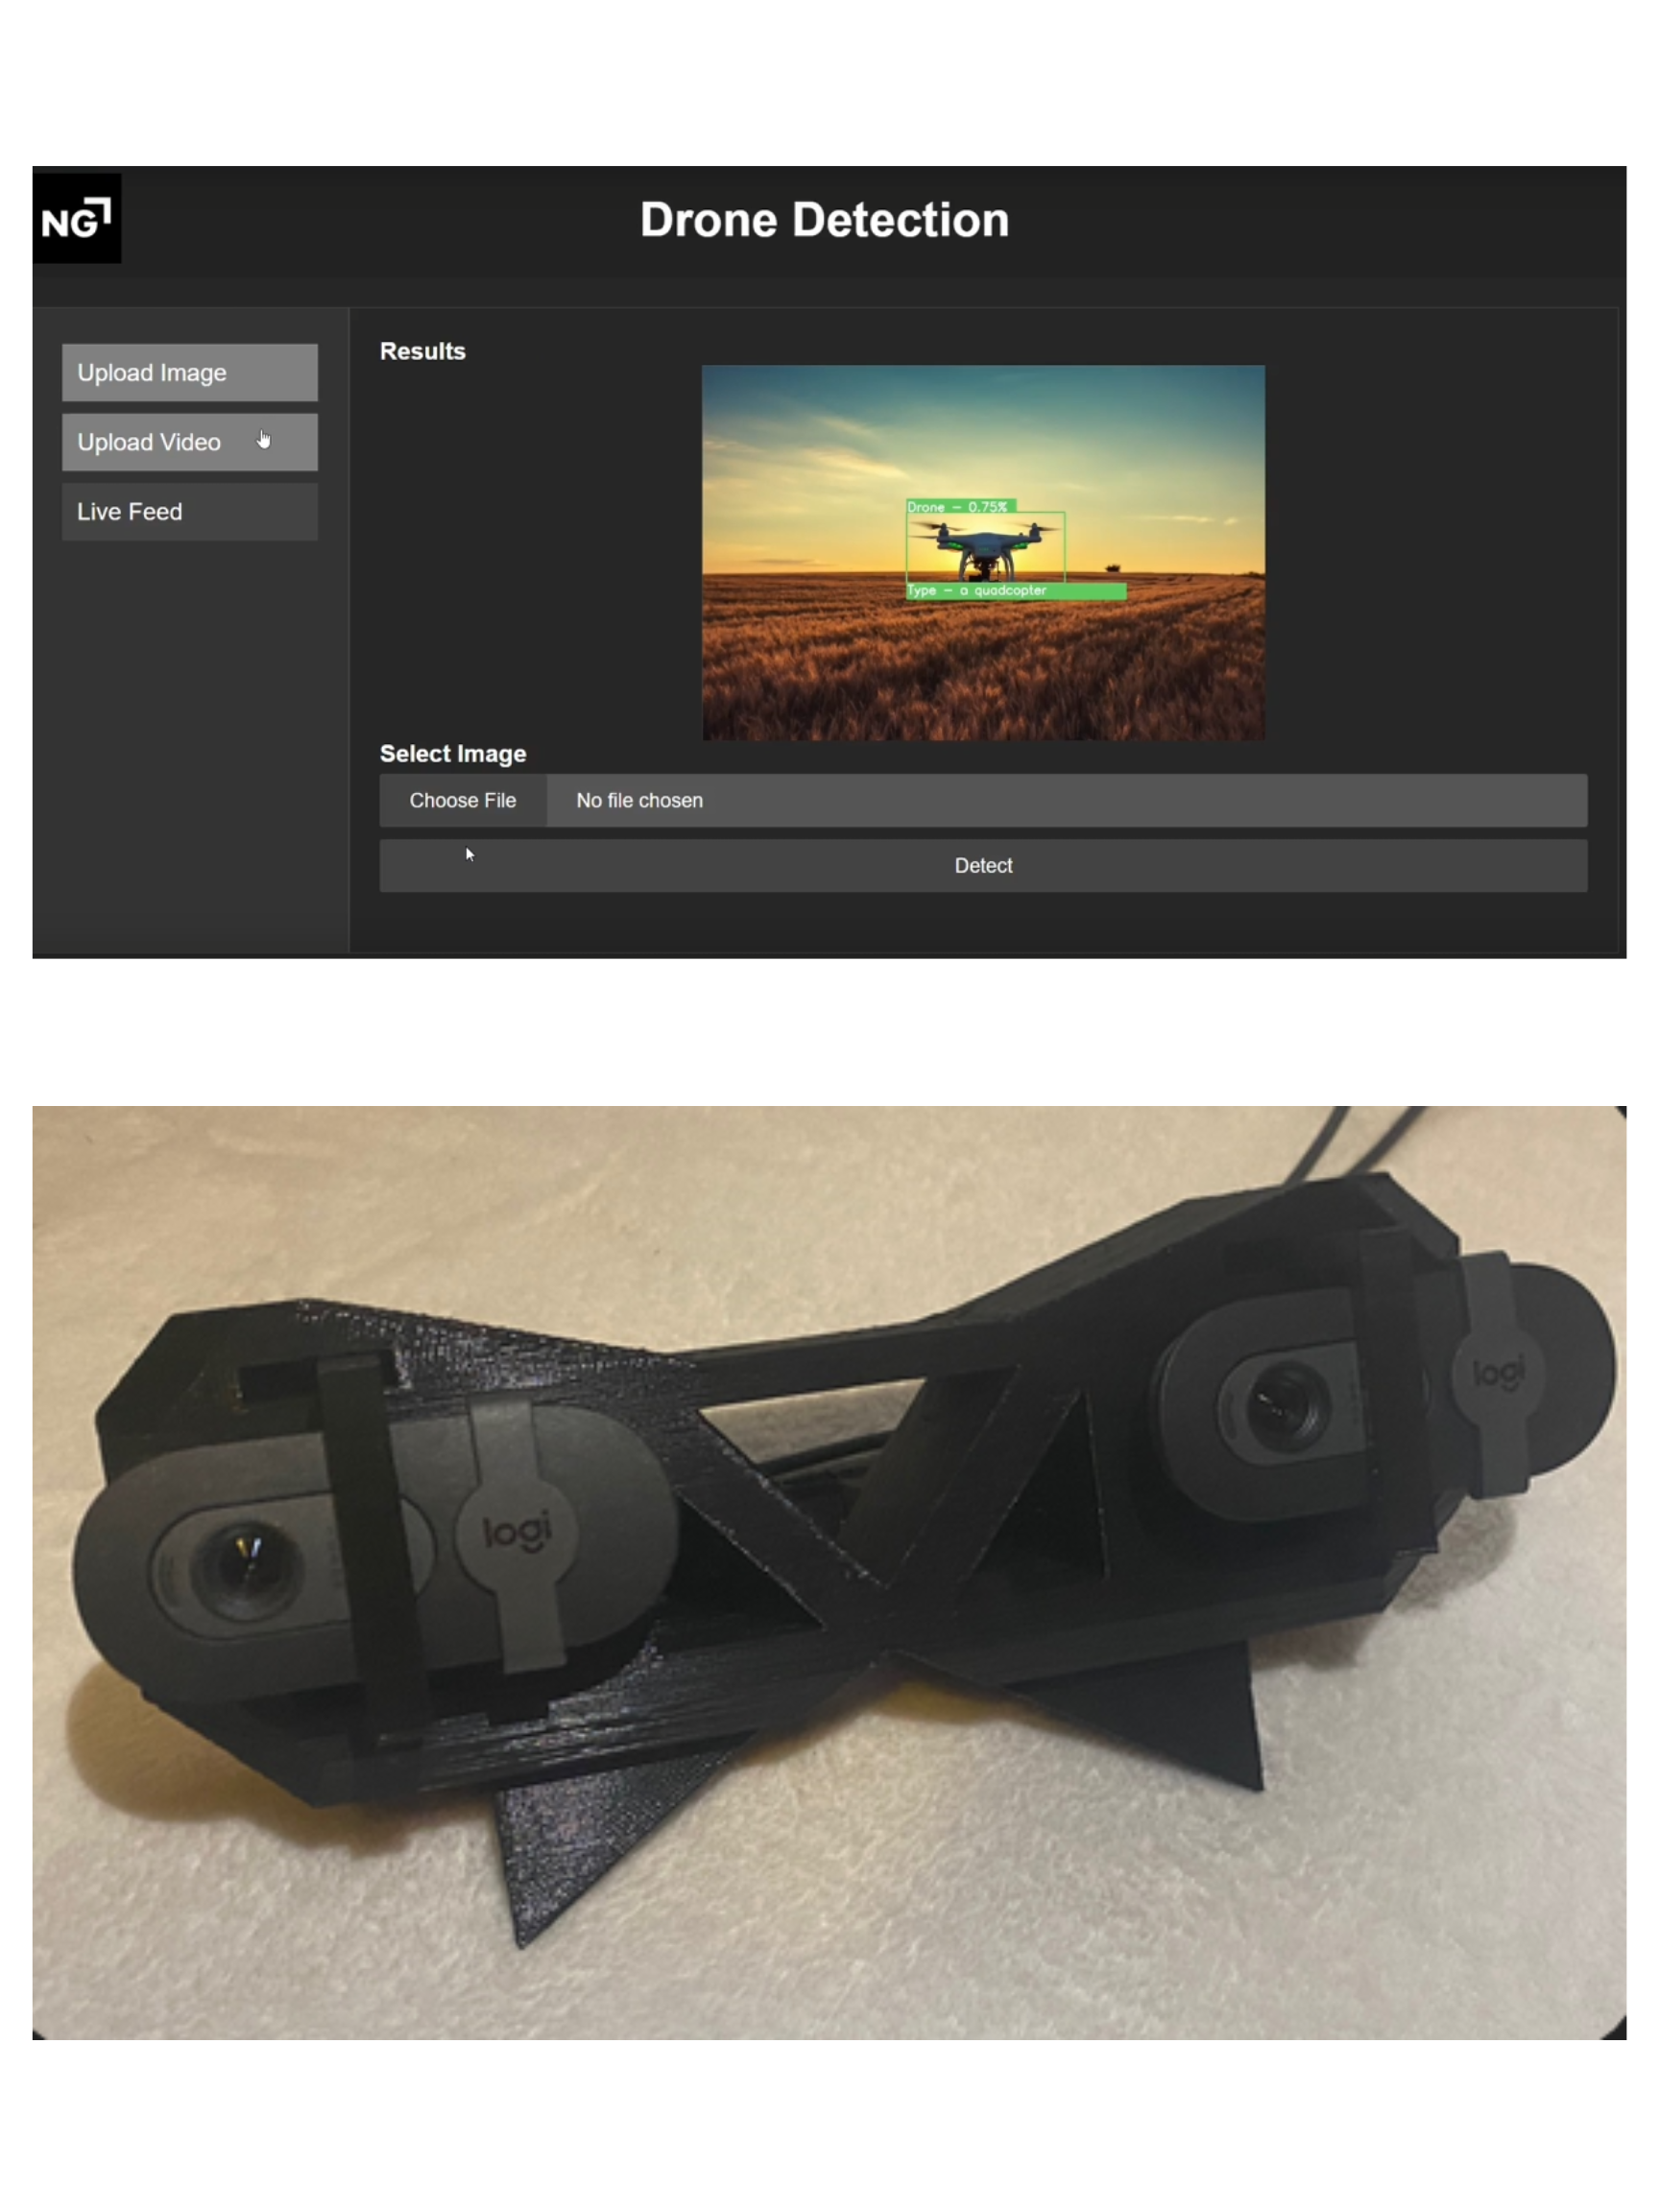 NG
Drone Detection
Upload Image
Upload Video
Live Feed
Results
Drone - 0.75%
Type - a quadcopter
Select Image
Choose File
No file chosen
Detect
logi
logi